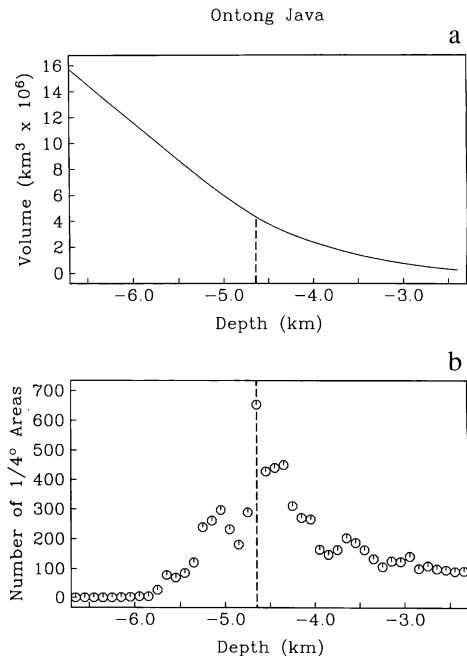 Ontong Java
a
Volume (km³ x 10⁶)
16
14
12
10
8
6
4
2
0
−6.0 −5.0 −4.0 −3.0
Depth (km)
b
Number of 1/4° Areas
700
600
500
400
300
200
100
0
−6.0 −5.0 −4.0 −3.0
Depth (km)